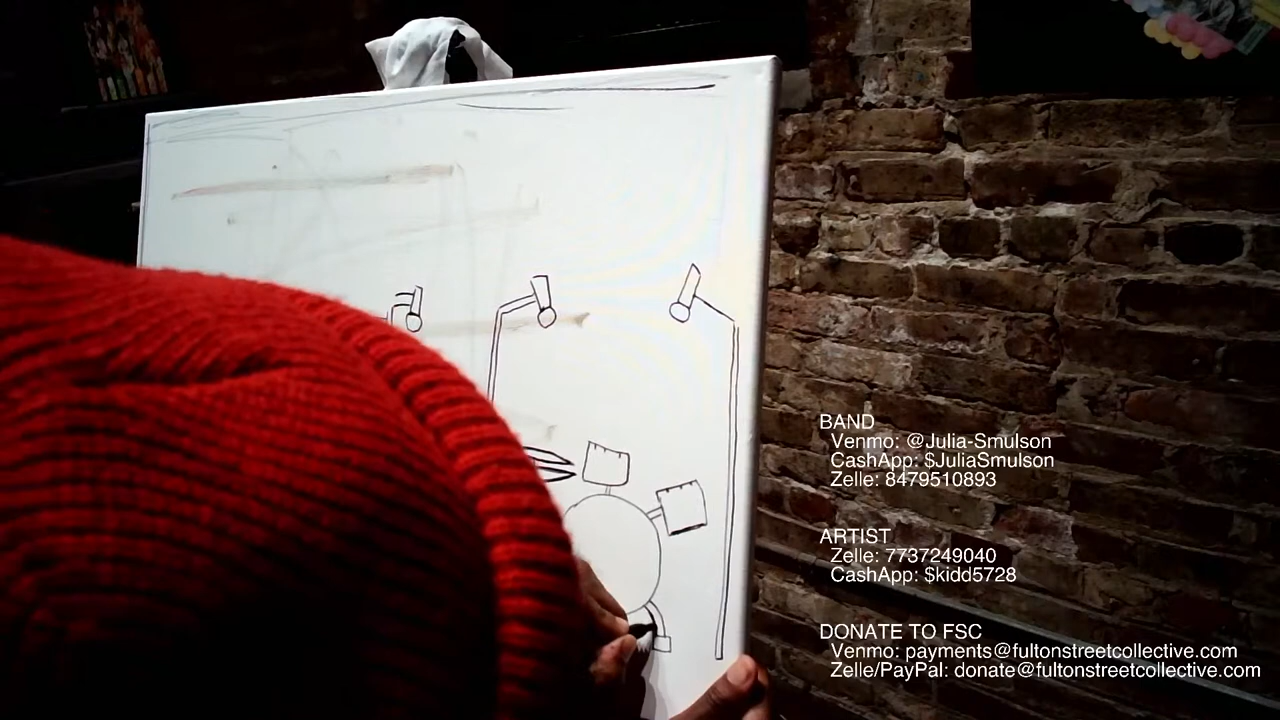 BAND
Venmo: @Julia-Smulson
CashApp: $JuliaSmulson
Zelle: 8479510893
ARTIST
Zelle: 7737249040
CashApp: $kidd5728
DONATE TO FSC
Venmo: payments@fultonstreetcollective.com
Zelle/PayPal: donate@fultonstreetcollective.com